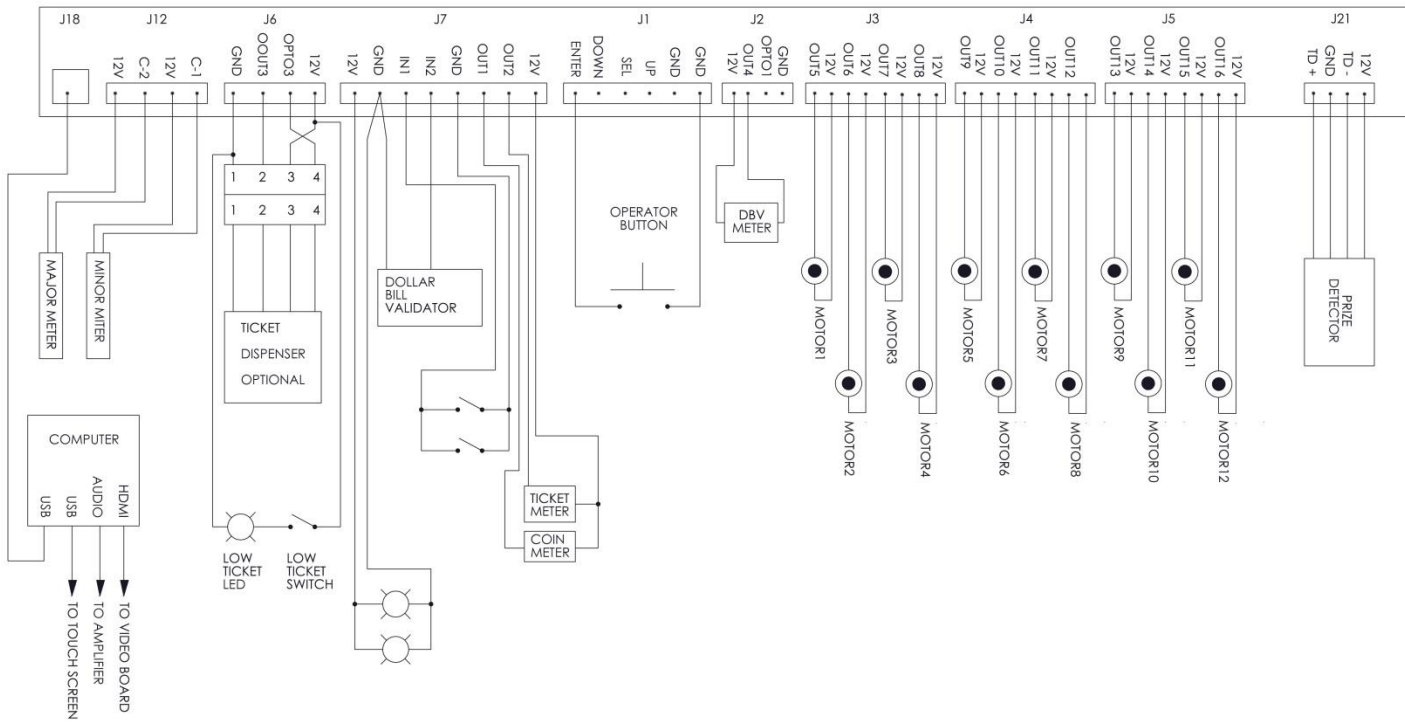 J18
J12
J6
J7
J1
J2
J3
J4
J5
J21
12V
C-2
12V
C-1
GND
OOUT3
OPTO3
12V
12V
GND
IN1
IN2
GND
OUT1
OUT2
12V
ENTER
DOWN
SEL
UP
GND
GND
12V
OUT4
OPTO1
GND
OUT5
12V
OUT6
12V
OUT7
12V
OUT8
12V
OUT9
12V
OUT10
12V
OUT11
12V
OUT12
OUT13
12V
OUT14
12V
OUT15
12V
OUT16
12V
TD +
GND
TD -
12V
1 2 3 4
1 2 3 4
MAJOR METER
MINOR MITER
TICKET
DISPENSER
OPTIONAL
DOLLAR
BILL
VALIDATOR
OPERATOR
BUTTON
DBV
METER
MOTOR1
MOTOR2
MOTOR3
MOTOR4
MOTOR5
MOTOR6
MOTOR7
MOTOR8
MOTOR9
MOTOR10
MOTOR11
MOTOR12
PRIZE
DETECTOR
COMPUTER
USB
USB
AUDIO
HDMI
TO TOUCH SCREEN
TO AMPLIFIER
TO VIDEO BOARD
LOW
TICKET
LED
LOW
TICKET
SWITCH
TICKET
METER
COIN
METER